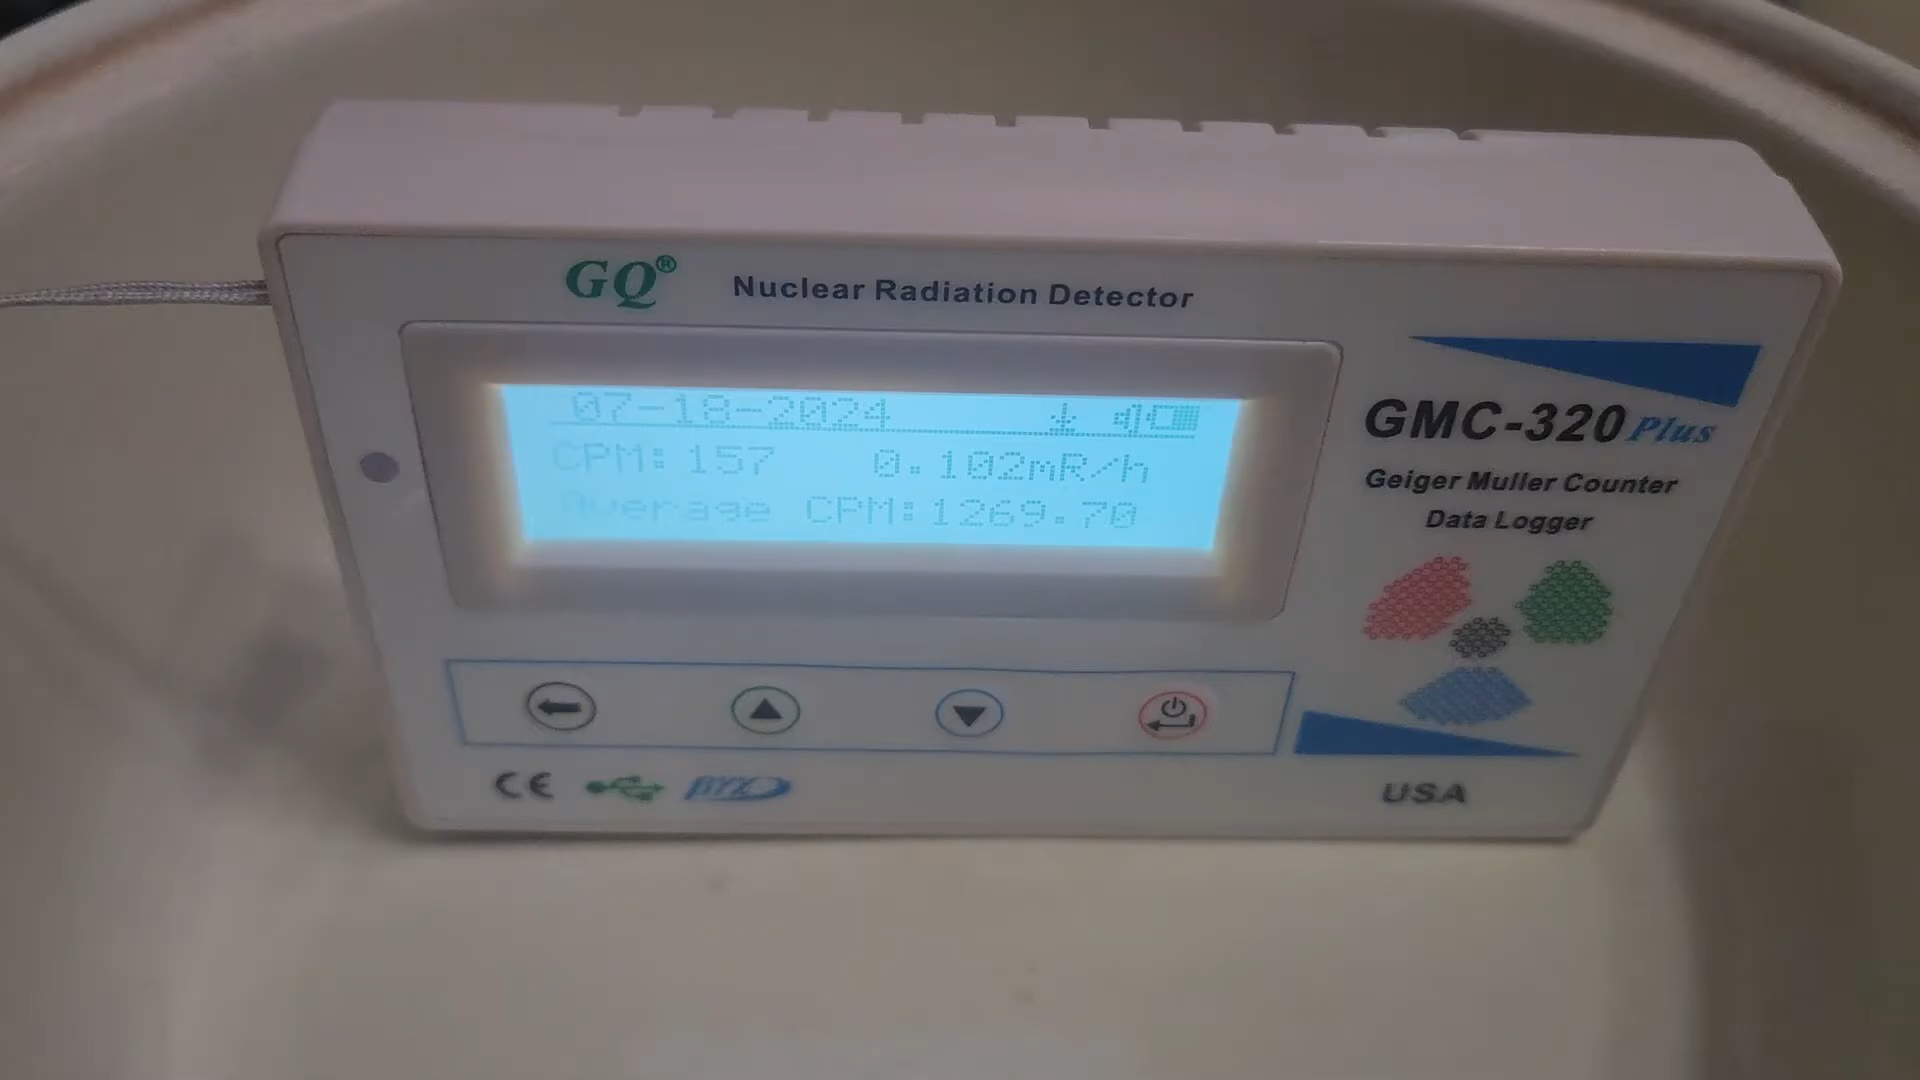 GQ® Nuclear Radiation Detector
07-18-2024
CPM: 157 0.102mR/h
Average CPM:1269.70
GMC-320 Plus
Geiger Muller Counter
Data Logger
CE
USA